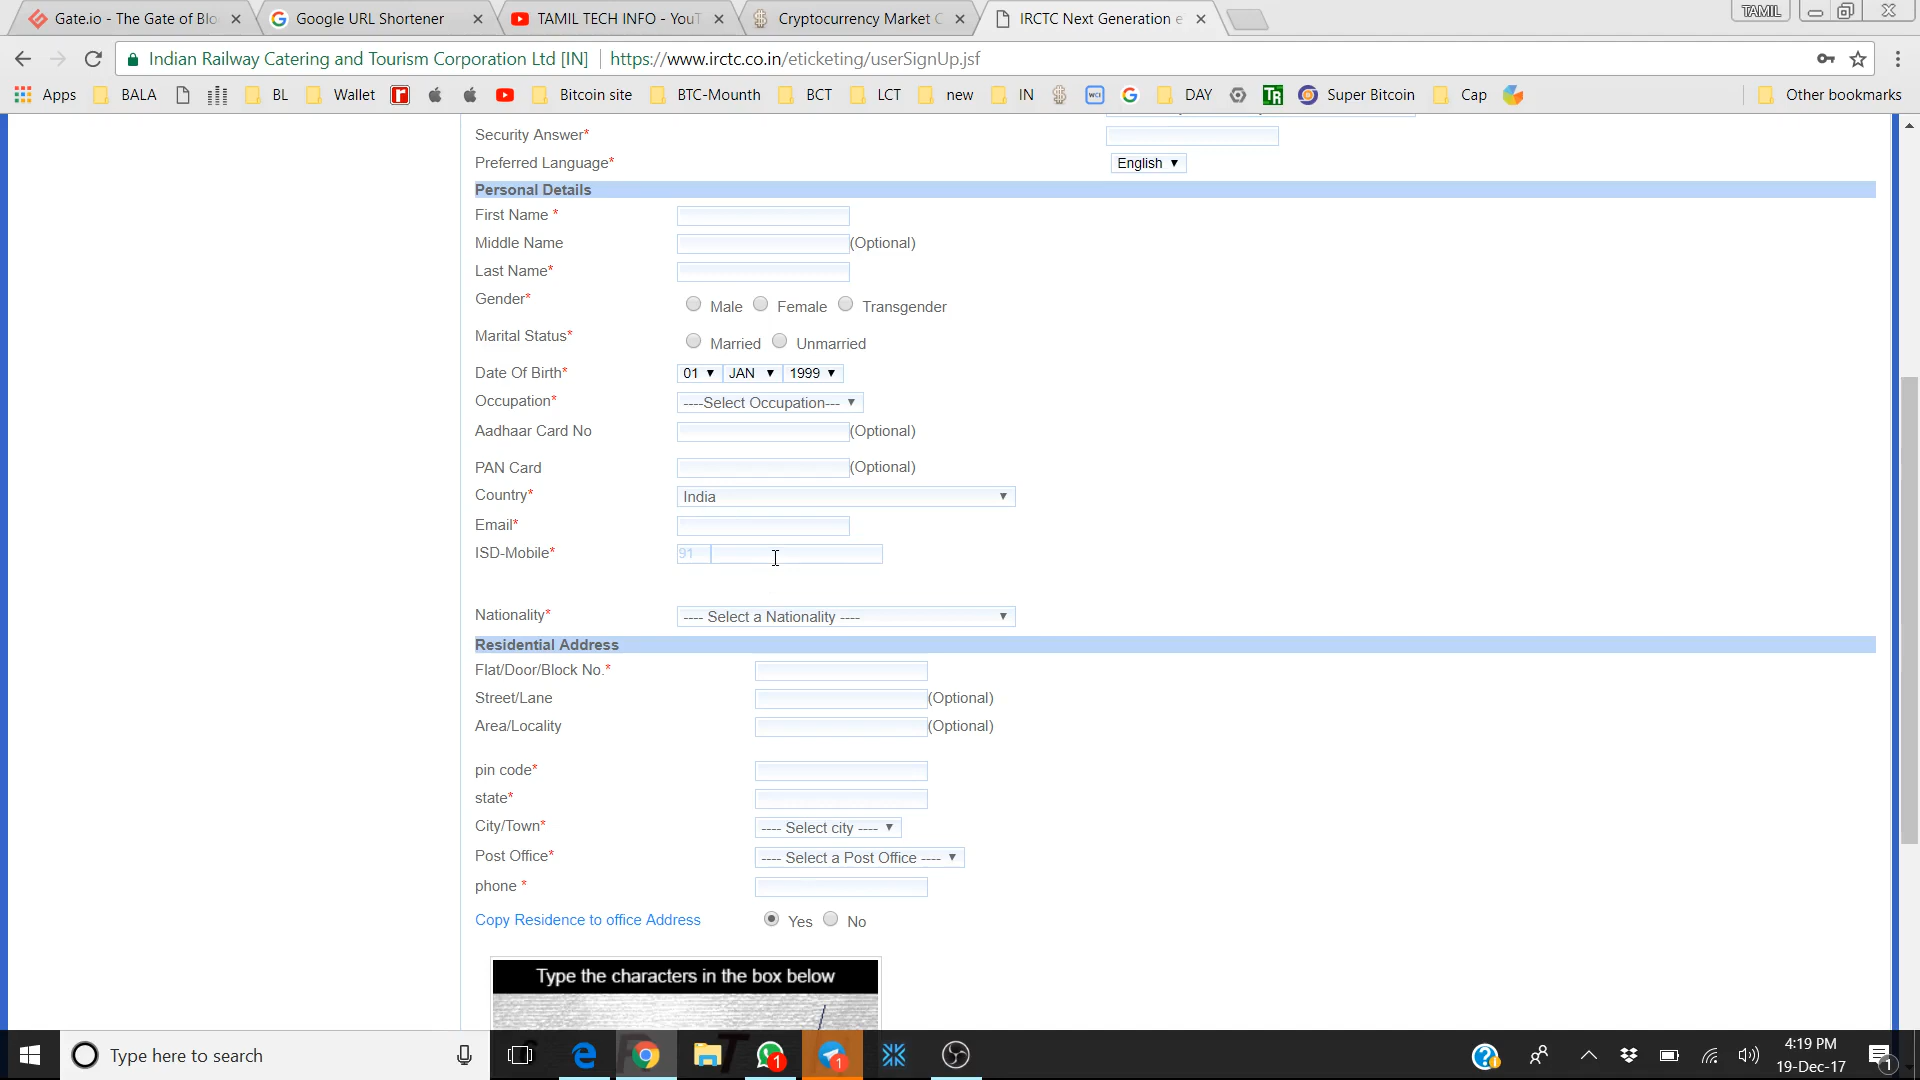 Gate.io - The Gate of Blo
Google URL Shortener
TAMIL TECH INFO - YouT
Cryptocurrency Market C
IRCTC Next Generation e
TAMIL
Indian Railway Catering and Tourism Corporation Ltd [IN]
https://www.irctc.co.in/eticketing/userSignUp.jsf
Apps
BALA
BL
Wallet
Bitcoin site
BTC-Mounth
BCT
LCT
new
IN
WCI
DAY
TR
Super Bitcoin
Cap
Other bookmarks
Security Answer*
Preferred Language* English
Personal Details
First Name *
Middle Name (Optional)
Last Name*
Gender* Male Female Transgender
Marital Status* Married Unmarried
Date Of Birth* 01 JAN 1999
Occupation* ----Select Occupation---
Aadhaar Card No (Optional)
PAN Card (Optional)
Country* India
Email*
ISD-Mobile* 91
Nationality* ---- Select a Nationality ----
Residential Address
Flat/Door/Block No.*
Street/Lane (Optional)
Area/Locality (Optional)
pin code*
state*
City/Town* ---- Select city ----
Post Office* ---- Select a Post Office ----
phone *
Copy Residence to office Address Yes No
Type the characters in the box below
Type here to search
1
1
4:19 PM
19-Dec-17
1